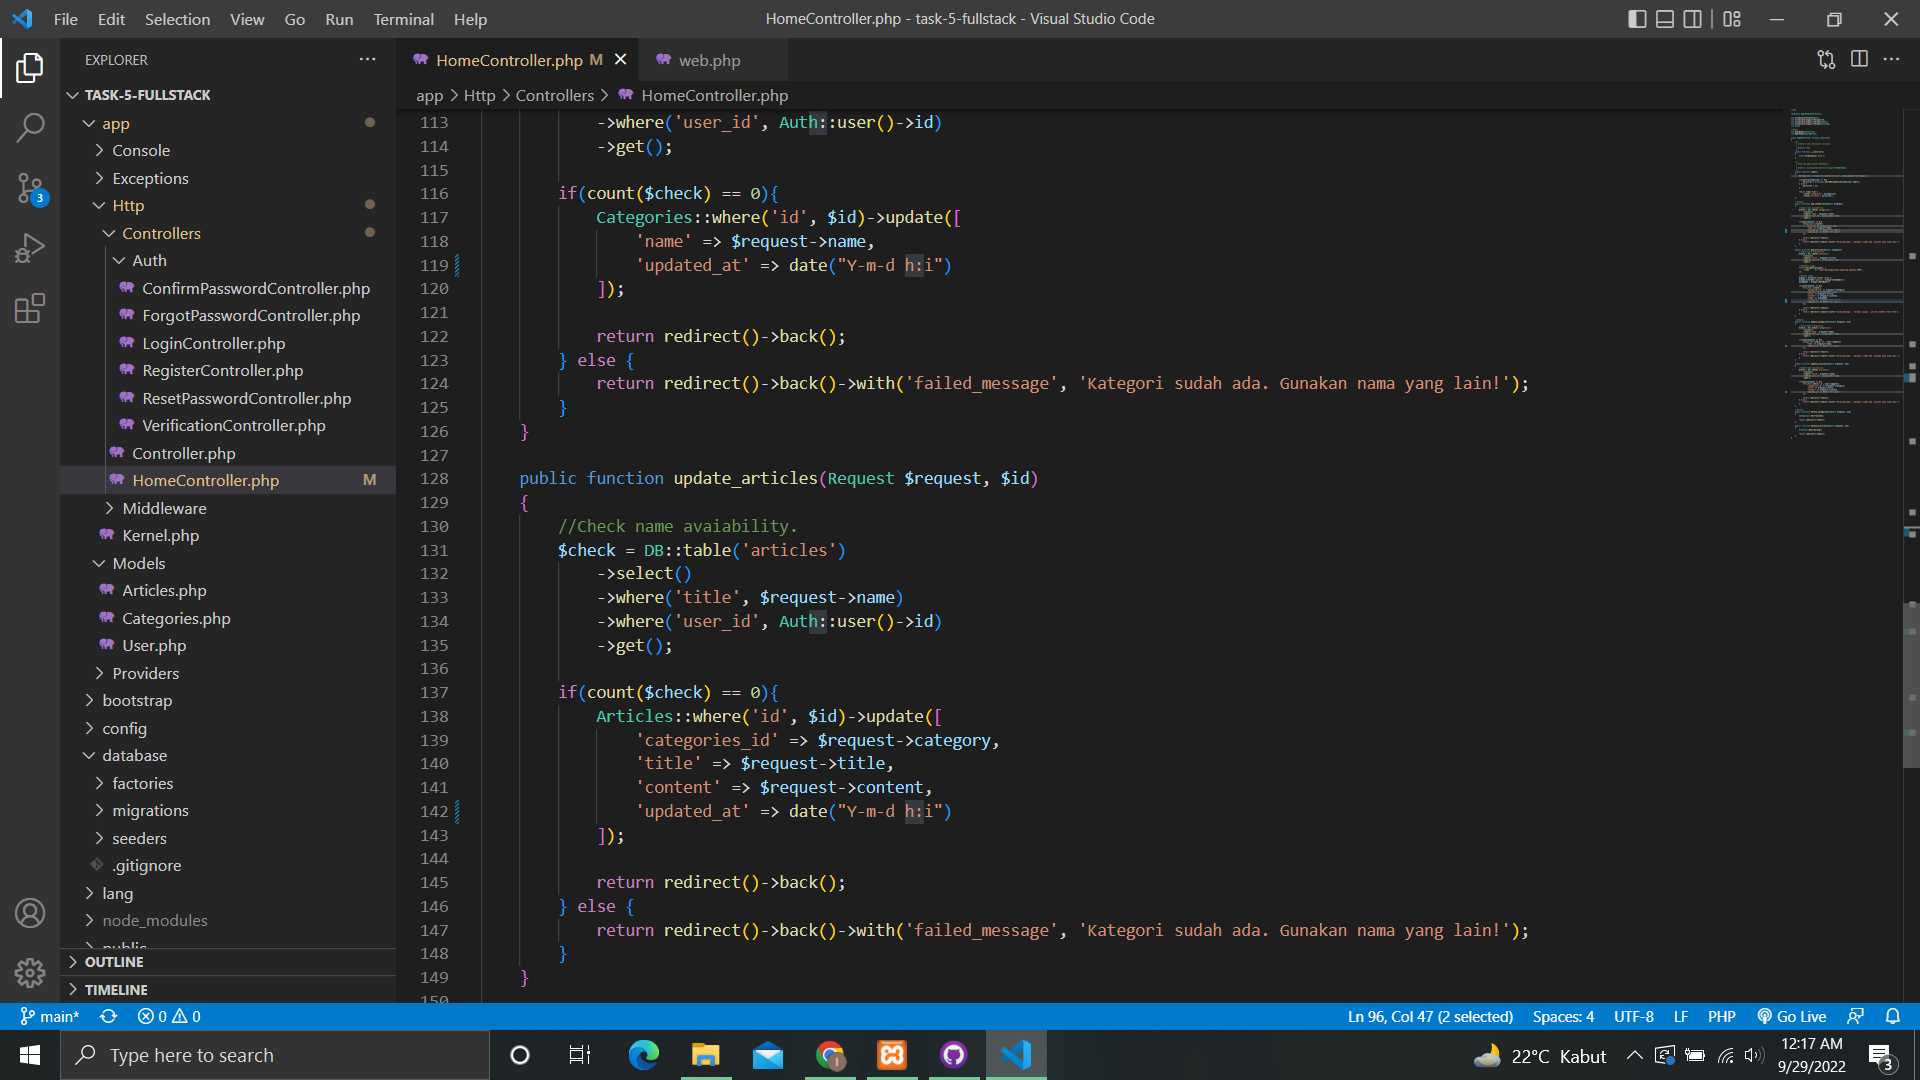 File Edit Selection View Go Run Terminal Help
HomeController.php - task-5-fullstack - Visual Studio Code
EXPLORER
TASK-5-FULLSTACK
app
Console
Exceptions
Http
Controllers
Auth
ConfirmPasswordController.php
ForgotPasswordController.php
LoginController.php
RegisterController.php
ResetPasswordController.php
VerificationController.php
Controller.php
HomeController.php M
Middleware
Kernel.php
Models
Articles.php
Categories.php
User.php
Providers
bootstrap
config
database
factories
migrations
seeders
.gitignore
lang
node_modules
public
OUTLINE
TIMELINE
3
HomeController.php M
web.php
app > Http > Controllers > HomeController.php
113 ->where('user_id', Auth::user()->id)
114 ->get();
115
116 if(count($check) == 0){
117 Categories::where('id', $id)->update([
118 'name' => $request->name,
119 'updated_at' => date("Y-m-d h:i")
120 ]);
121
122 return redirect()->back();
123 } else {
124 return redirect()->back()->with('failed_message', 'Kategori sudah ada. Gunakan nama yang lain!');
125 }
126 }
127
128 public function update_articles(Request $request, $id)
129 {
130 //Check name avaiability.
131 $check = DB::table('articles')
132 ->select()
133 ->where('title', $request->name)
134 ->where('user_id', Auth::user()->id)
135 ->get();
136
137 if(count($check) == 0){
138 Articles::where('id', $id)->update([
139 'categories_id' => $request->category,
140 'title' => $request->title,
141 'content' => $request->content,
142 'updated_at' => date("Y-m-d h:i")
143 ]);
144
145 return redirect()->back();
146 } else {
147 return redirect()->back()->with('failed_message', 'Kategori sudah ada. Gunakan nama yang lain!');
148 }
149 }
150
main* 0 0
Ln 96, Col 47 (2 selected) Spaces: 4 UTF-8 LF PHP Go Live
Type here to search
22°C Kabut
12:17 AM
9/29/2022
3